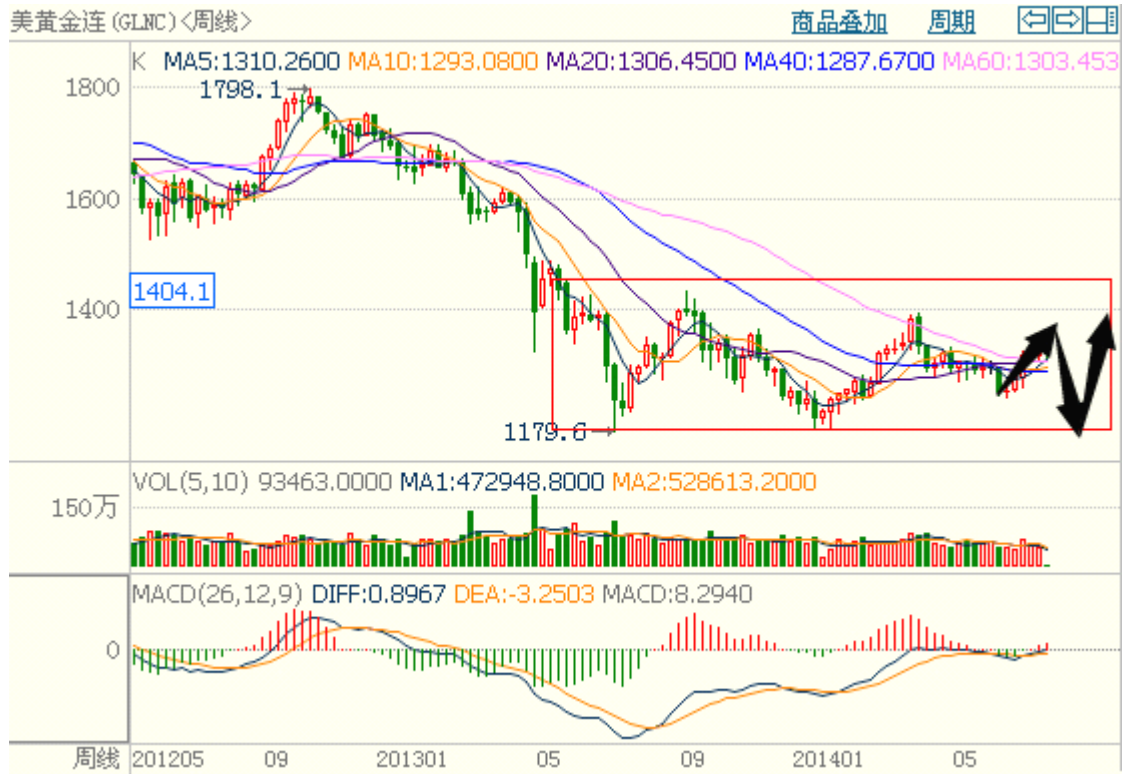 美黄金连(GLNC)<周线> 商品叠加 周期
K MA5:1310.2600 MA10:1293.0800 MA20:1306.4500 MA40:1287.6700 MA60:1303.453
1800
1798.1
1600
1404.1
1400
1179.6
VOL(5,10) 93463.0000 MA1:472948.8000 MA2:528613.2000
150万
MACD(26,12,9) DIFF:0.8967 DEA:-3.2503 MACD:8.2940
0
周线 201205 09 201301 05 09 201401 05